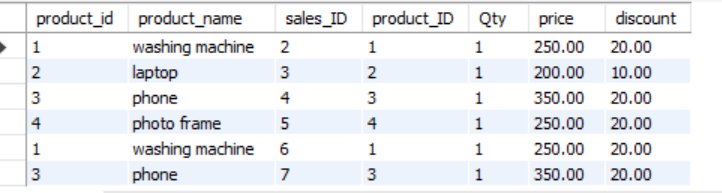 product_id product_name sales_ID product_ID Qty price discount
1 washing machine 2 1 1 250.00 20.00
2 laptop 3 2 1 200.00 10.00
3 phone 4 3 1 350.00 20.00
4 photo frame 5 4 1 250.00 20.00
1 washing machine 6 1 1 250.00 20.00
3 phone 7 3 1 350.00 20.00